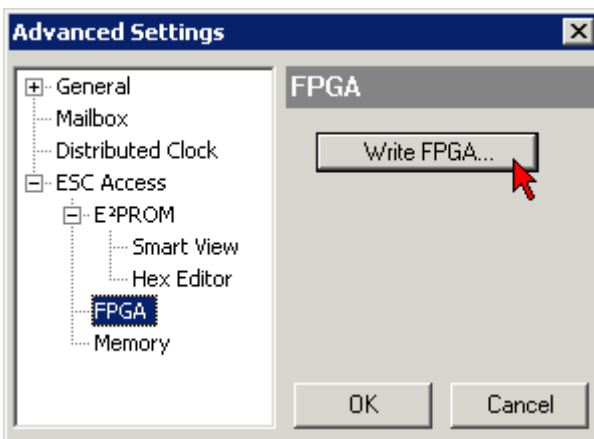 Advanced Settings
General
Mailbox
Distributed Clock
ESC Access
E²PROM
Smart View
Hex Editor
FPGA
Memory
FPGA
Write FPGA...
OK
Cancel